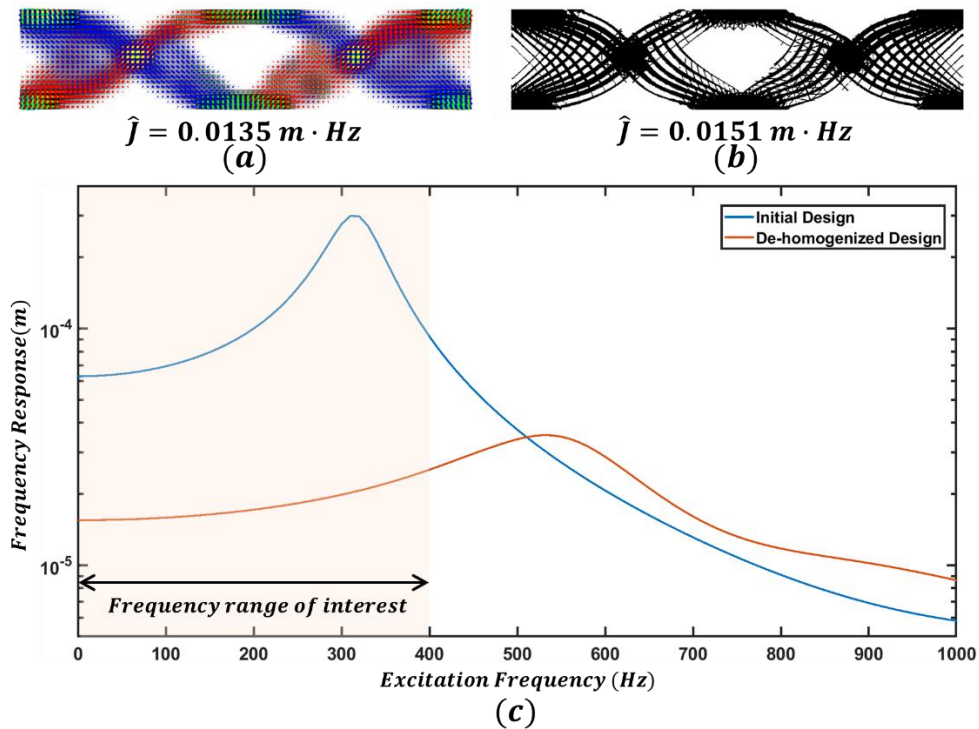 Ĵ = 0.0135 m · Hz
(a)
Ĵ = 0.0151 m · Hz
(b)
Initial Design
De-homogenized Design
10⁻⁴
10⁻⁵
Frequency Response(m)
Frequency range of interest
0 100 200 300 400 500 600 700 800 900 1000
Excitation Frequency (Hz)
(c)